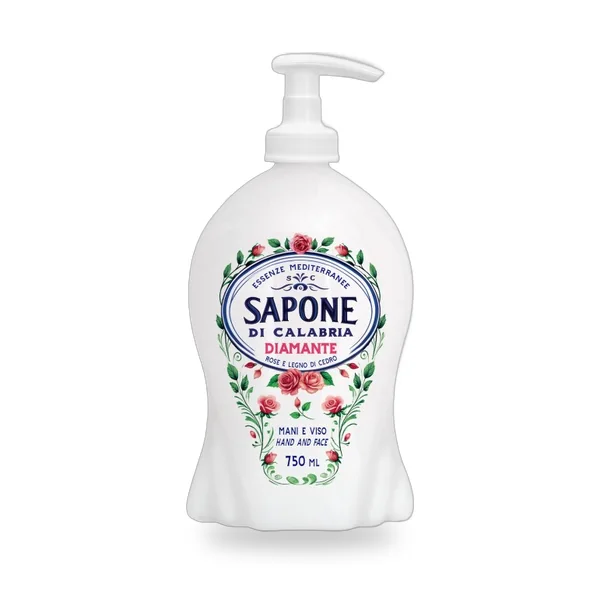 ESSENZE MEDITERRANEE
S C
SAPONE
DI CALABRIA
DIAMANTE
ROSE E LEGNO DI CEDRO
MANI E VISO
HAND AND FACE
750 ML